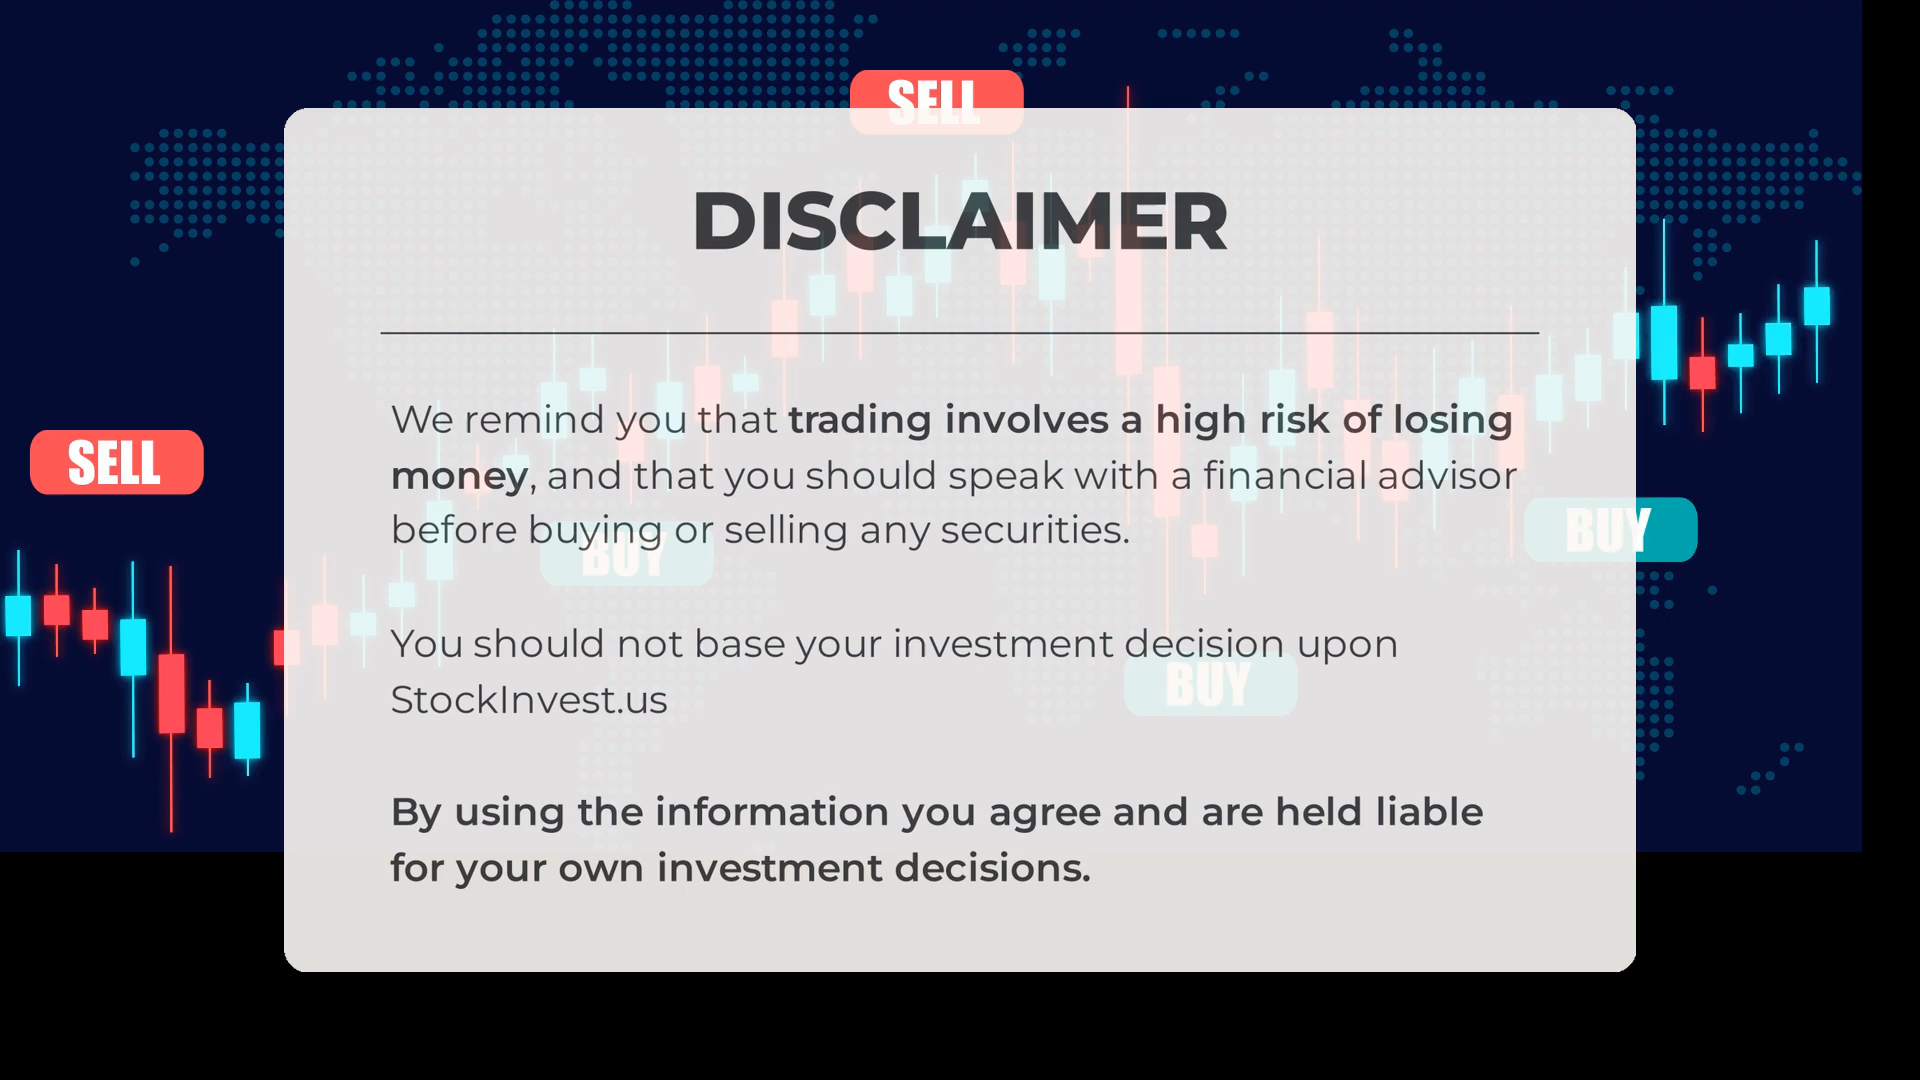 SELL
DISCLAIMER
We remind you that trading involves a high risk of losing
money, and that you should speak with a financial advisor
before buying or selling any securities.
SELL
BUY
BUY
You should not base your investment decision upon
StockInvest.us
BUY
By using the information you agree and are held liable
for your own investment decisions.